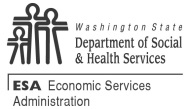 Washington State
Department of Social
& Health Services
ESA Economic Services
Administration